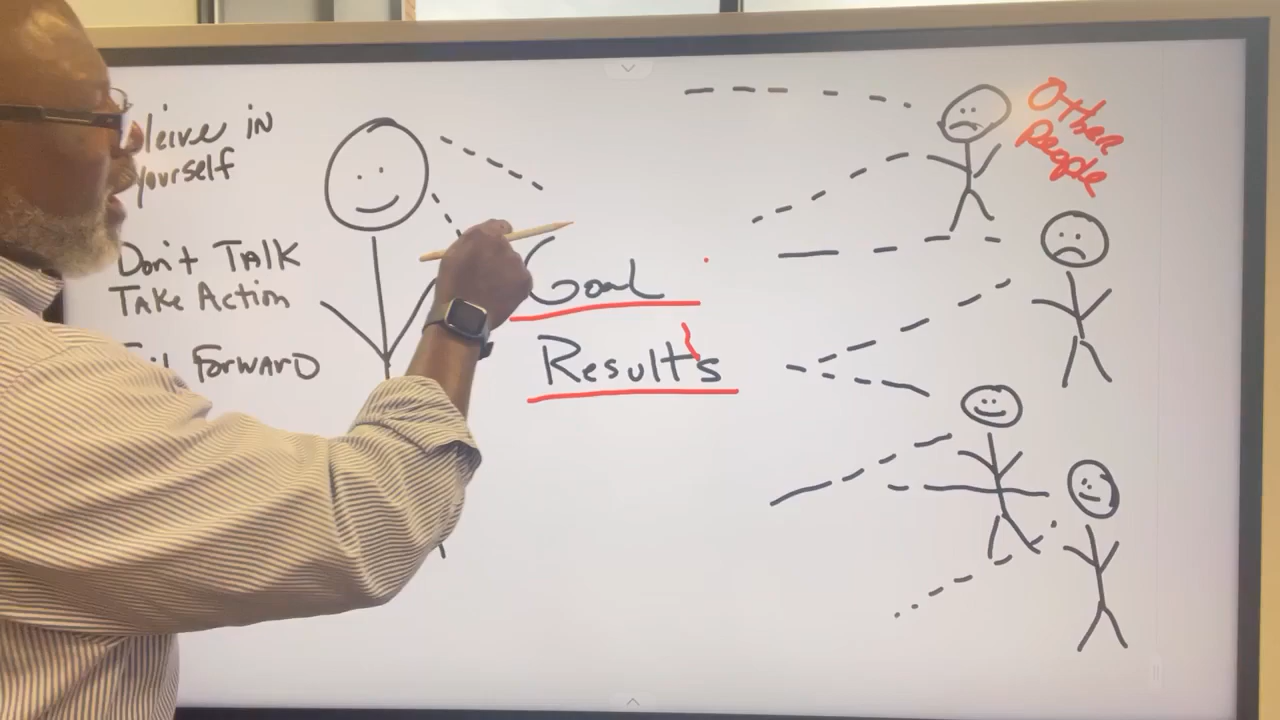 leive in
yourself
Don't TALK
Take Action
Forward
Goal
Results
Other
People